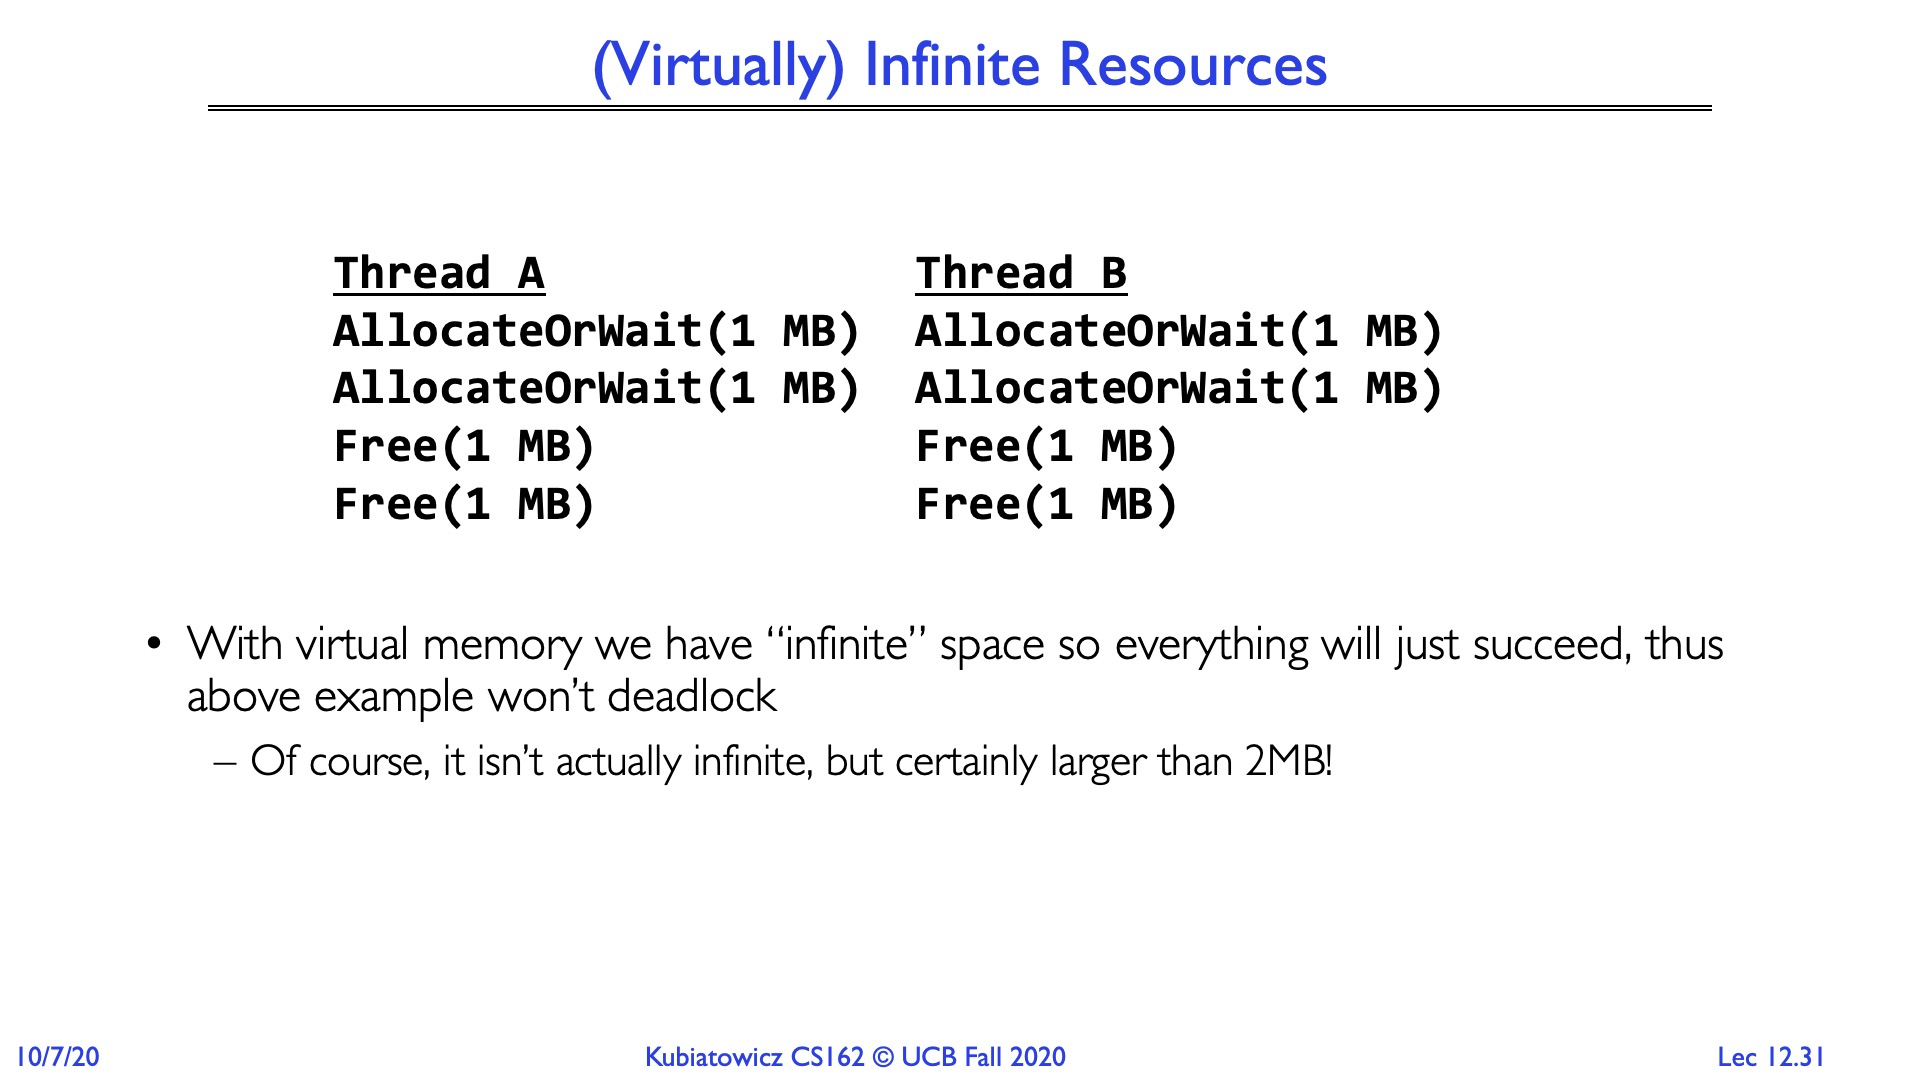 (Virtually) Infinite Resources
Thread A Thread B
AllocateOrWait(1 MB) AllocateOrWait(1 MB)
AllocateOrWait(1 MB) AllocateOrWait(1 MB)
Free(1 MB) Free(1 MB)
Free(1 MB) Free(1 MB)
• With virtual memory we have “infinite” space so everything will just succeed, thus
above example won’t deadlock
– Of course, it isn’t actually infinite, but certainly larger than 2MB!
10/7/20 Kubiatowicz CS162 © UCB Fall 2020 Lec 12.31